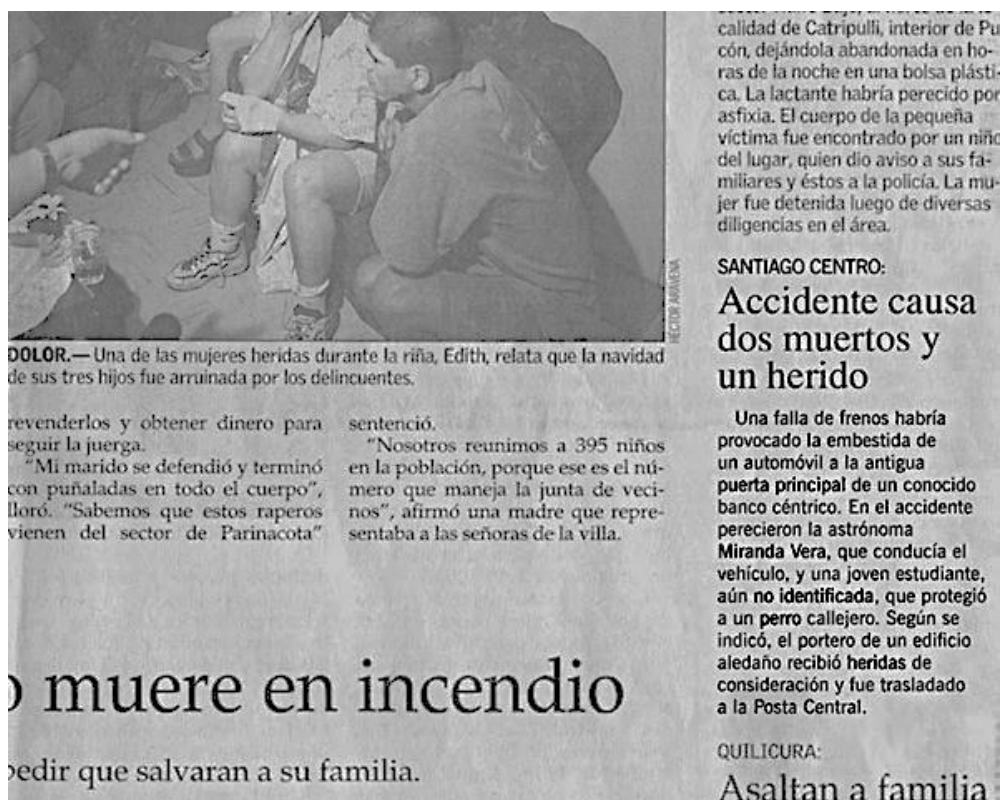 DOLOR.— Una de las mujeres heridas durante la riña, Edith, relata que la navidad
de sus tres hijos fue arruinada por los delincuentes.
HÉCTOR ARAVENA
revenderlos y obtener dinero para
seguir la juerga.
"Mi marido se defendió y terminó
con puñaladas en todo el cuerpo",
lloró. "Sabemos que estos raperos
vienen del sector de Parinacota"
sentenció.
"Nosotros reunimos a 395 niños
en la población, porque ese es el nú-
mero que maneja la junta de veci-
nos", afirmó una madre que repre-
sentaba a las señoras de la villa.
muere en incendio
pedir que salvaran a su familia.
calidad de Catripulli, interior de Pu
cón, dejándola abandonada en ho-
ras de la noche en una bolsa plásti-
ca. La lactante habría perecido por
asfixia. El cuerpo de la pequeña
víctima fue encontrado por un niño
del lugar, quien dio aviso a sus fa-
miliares y éstos a la policía. La mu-
jer fue detenida luego de diversas
diligencias en el área.
SANTIAGO CENTRO:
Accidente causa
dos muertos y
un herido
Una falla de frenos habría
provocado la embestida de
un automóvil a la antigua
puerta principal de un conocido
banco céntrico. En el accidente
perecieron la astrónoma
Miranda Vera, que conducía el
vehículo, y una joven estudiante,
aún no identificada, que protegió
a un perro callejero. Según se
indicó, el portero de un edificio
aledaño recibió heridas de
consideración y fue trasladado
a la Posta Central.
QUILICURA:
Asaltan a familia